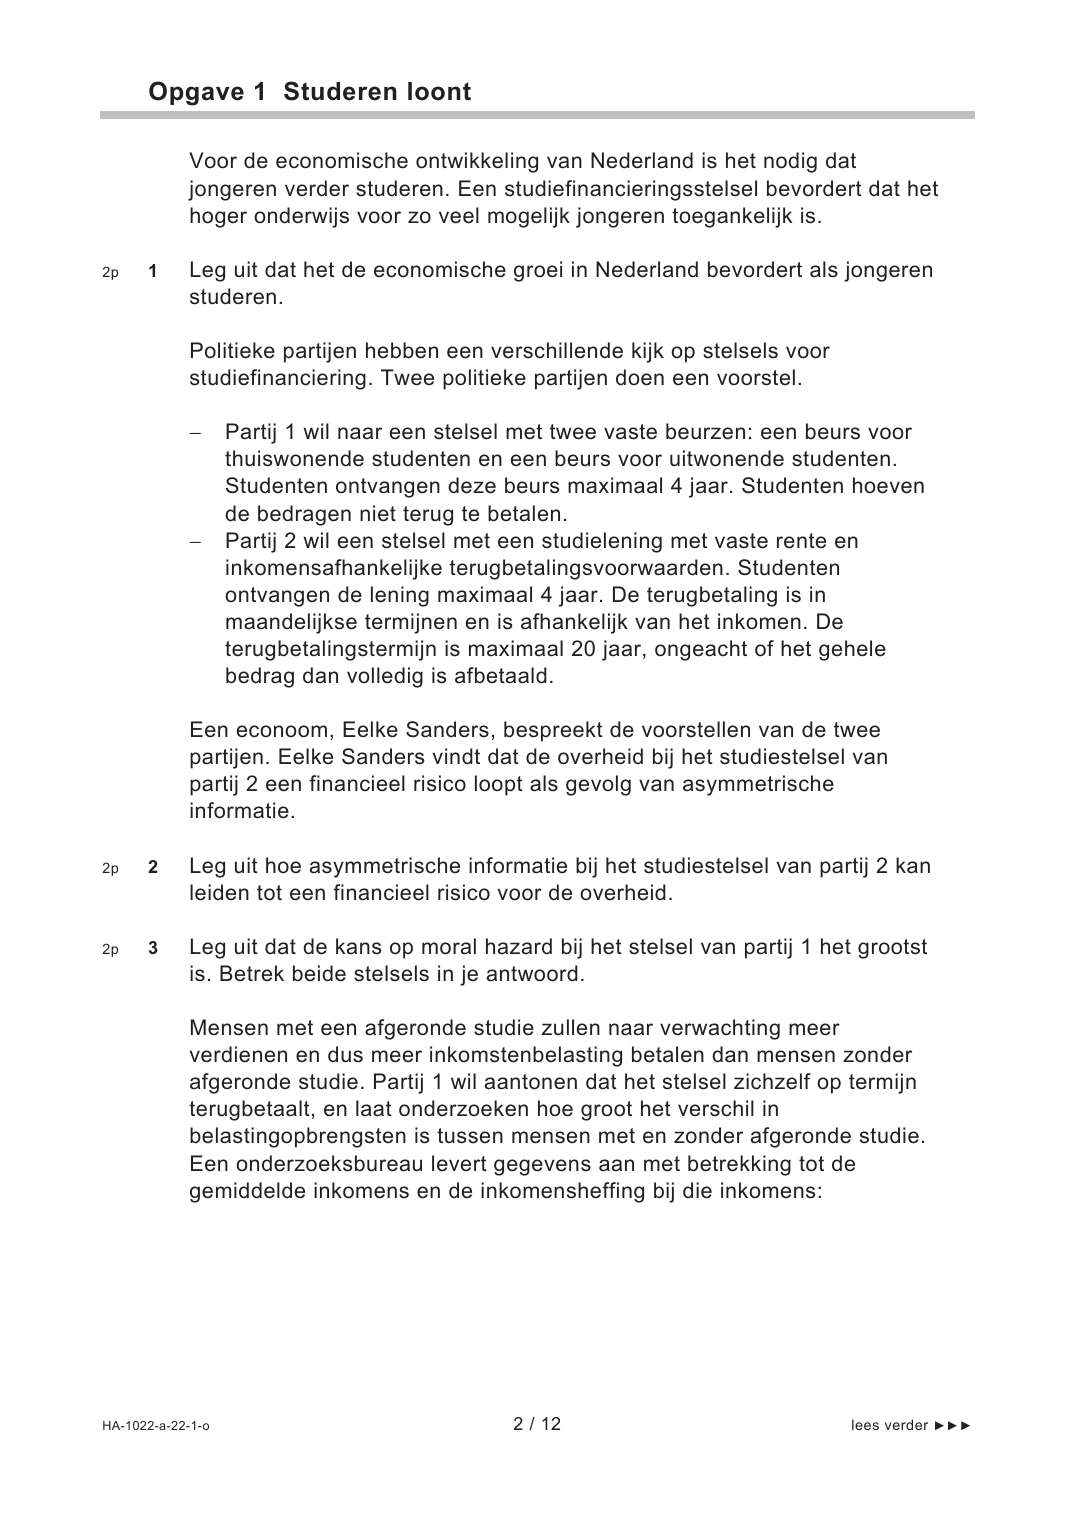 Opgave 1 Studeren loont
Voor de economische ontwikkeling van Nederland is het nodig dat
jongeren verder studeren. Een studiefinancieringsstelsel bevordert dat het
hoger onderwijs voor zo veel mogelijk jongeren toegankelijk is.
2p 1 Leg uit dat het de economische groei in Nederland bevordert als jongeren
studeren.
Politieke partijen hebben een verschillende kijk op stelsels voor
studiefinanciering. Twee politieke partijen doen een voorstel.
– Partij 1 wil naar een stelsel met twee vaste beurzen: een beurs voor
thuiswonende studenten en een beurs voor uitwonende studenten.
Studenten ontvangen deze beurs maximaal 4 jaar. Studenten hoeven
de bedragen niet terug te betalen.
– Partij 2 wil een stelsel met een studielening met vaste rente en
inkomensafhankelijke terugbetalingsvoorwaarden. Studenten
ontvangen de lening maximaal 4 jaar. De terugbetaling is in
maandelijkse termijnen en is afhankelijk van het inkomen. De
terugbetalingstermijn is maximaal 20 jaar, ongeacht of het gehele
bedrag dan volledig is afbetaald.
Een econoom, Eelke Sanders, bespreekt de voorstellen van de twee
partijen. Eelke Sanders vindt dat de overheid bij het studiestelsel van
partij 2 een financieel risico loopt als gevolg van asymmetrische
informatie.
2p 2 Leg uit hoe asymmetrische informatie bij het studiestelsel van partij 2 kan
leiden tot een financieel risico voor de overheid.
2p 3 Leg uit dat de kans op moral hazard bij het stelsel van partij 1 het grootst
is. Betrek beide stelsels in je antwoord.
Mensen met een afgeronde studie zullen naar verwachting meer
verdienen en dus meer inkomstenbelasting betalen dan mensen zonder
afgeronde studie. Partij 1 wil aantonen dat het stelsel zichzelf op termijn
terugbetaalt, en laat onderzoeken hoe groot het verschil in
belastingopbrengsten is tussen mensen met en zonder afgeronde studie.
Een onderzoeksbureau levert gegevens aan met betrekking tot de
gemiddelde inkomens en de inkomensheffing bij die inkomens:
HA-1022-a-22-1-o 2 / 12 lees verder ►►►